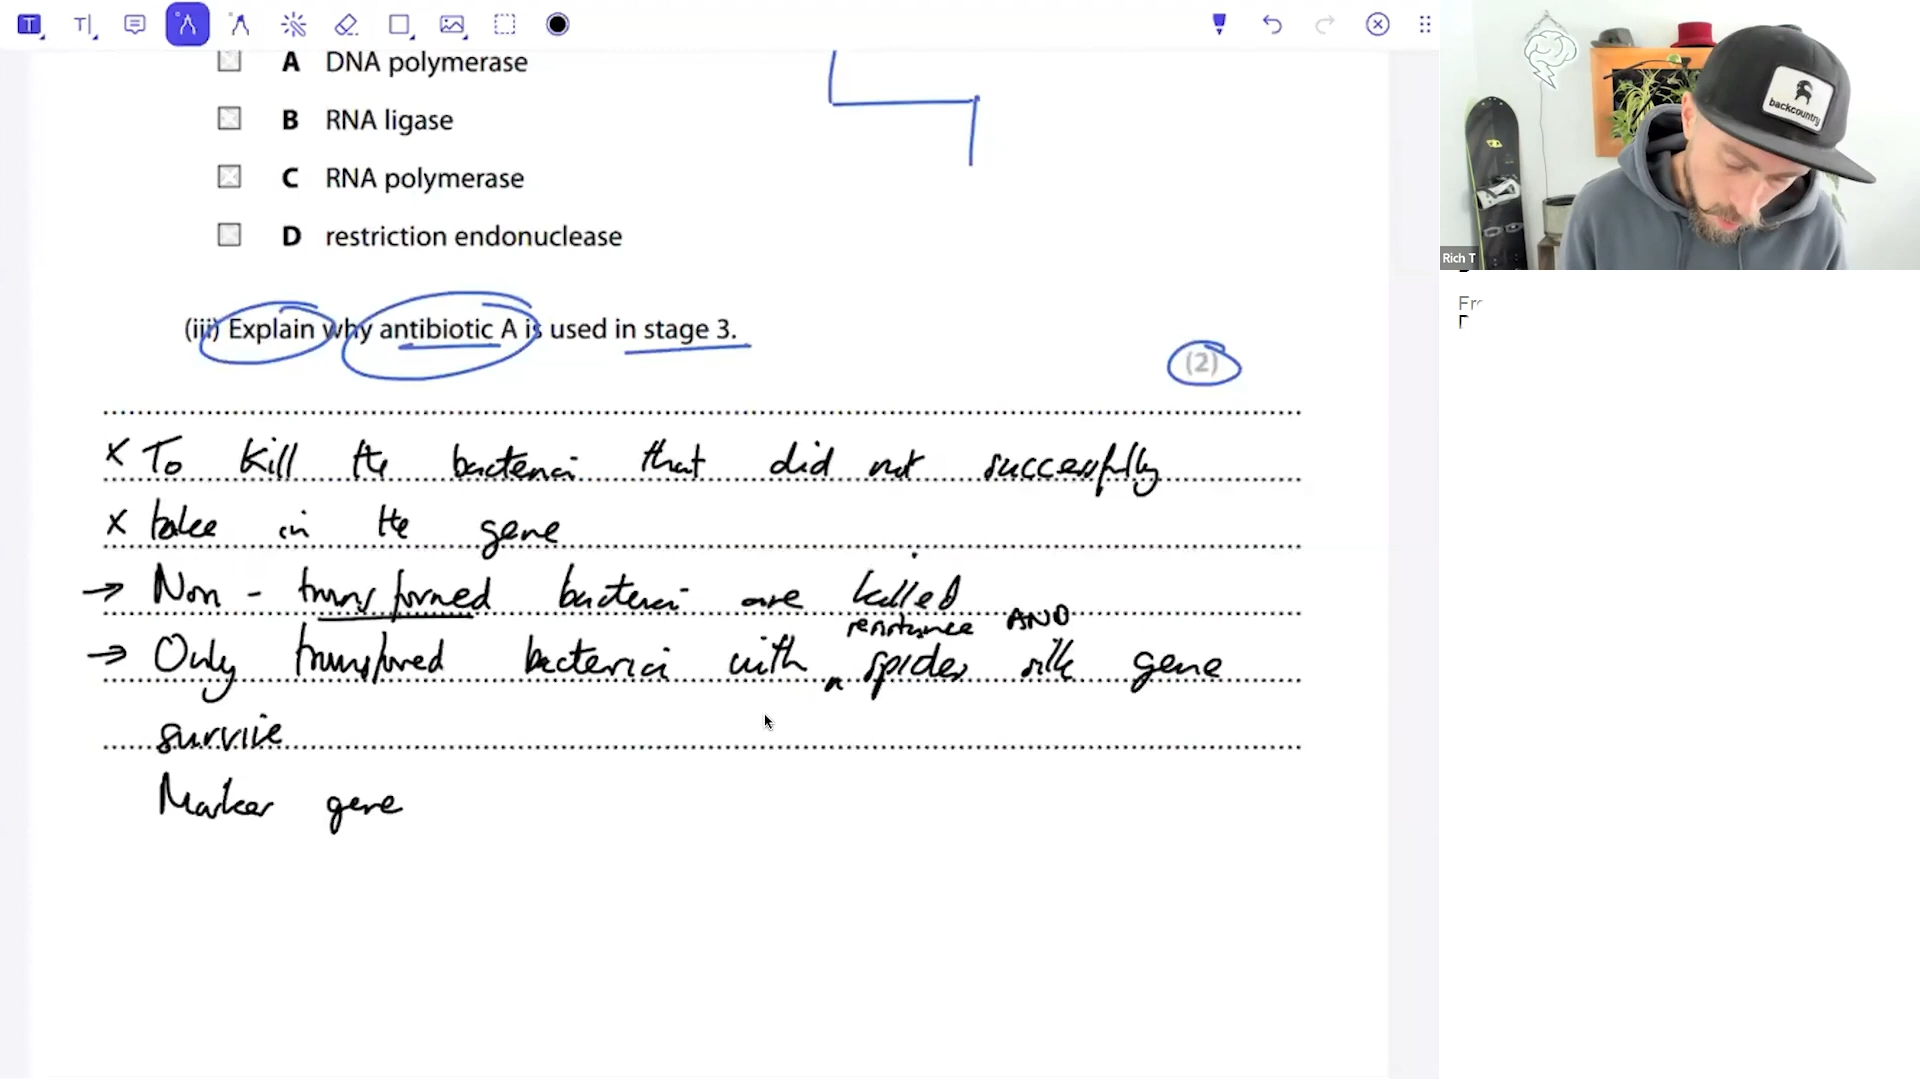 A DNA polymerase
B RNA ligase
C RNA polymerase
D restriction endonuclease
(iii) Explain why antibiotic A is used in stage 3.
(2)
x To kill the bacteria that did not successfully
x take in the gene
→ Non - transformed bacteria are killed
resistance AND
→ Only transformed bacteria with spider silk gene
survive
Marker gene
backcountry
Rich T